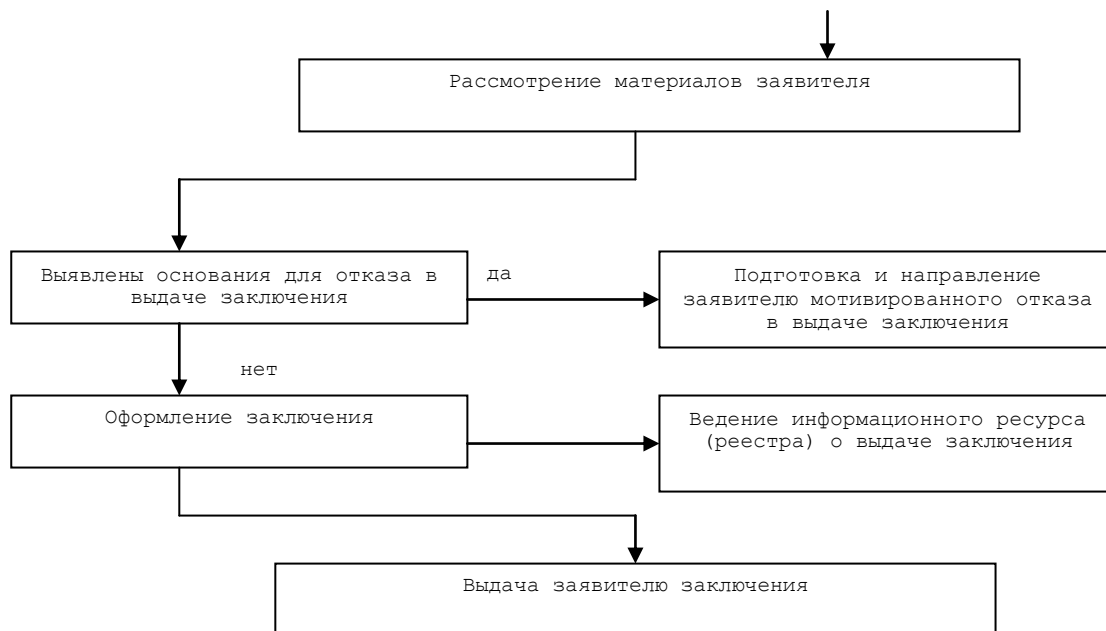 Рассмотрение материалов заявителя
Выявлены основания для отказа в
выдаче заключения
да
Подготовка и направление
заявителю мотивированного отказа
в выдаче заключения
нет
Оформление заключения
Ведение информационного ресурса
(реестра) о выдаче заключения
Выдача заявителю заключения